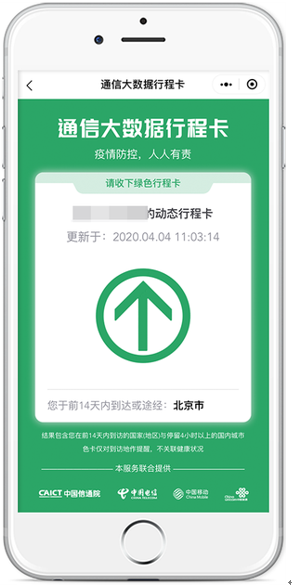 通信大数据行程卡
通信大数据行程卡
疫情防控，人人有责
请收下绿色行程卡
的动态行程卡
更新于：2020.04.04 11:03:14
您于前14天内到达或途经：北京市
结果包含您在前14天内到访的国家(地区)与停留4小时以上的国内城市
色卡仅对到访地作提醒，不关联健康状况
本服务联合提供
CAICT 中国信通院 中国电信 CHINA TELECOM 中国移动 China Mobile China